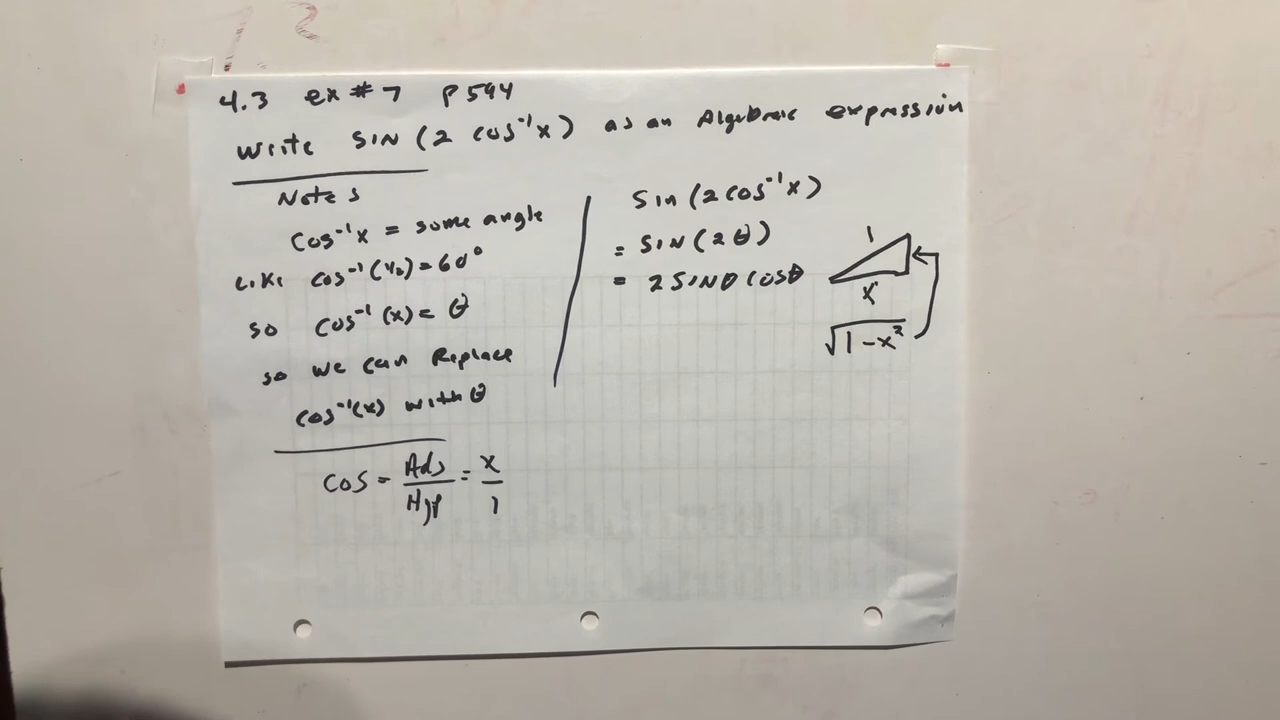 4.3 ex #7 P594
Write SIN (2 cos⁻¹x) as an Algebraic expression
Notes
Cos⁻¹x = some angle
Like cos⁻¹(1/2) = 60°
so cos⁻¹(x) = θ
so we can Replace
cos⁻¹(x) with θ
COS = Adj/Hyp = x/1
Sin (2 cos⁻¹x)
= SIN (2θ)
= 2 SINθ COSθ
1
x
√1-x²